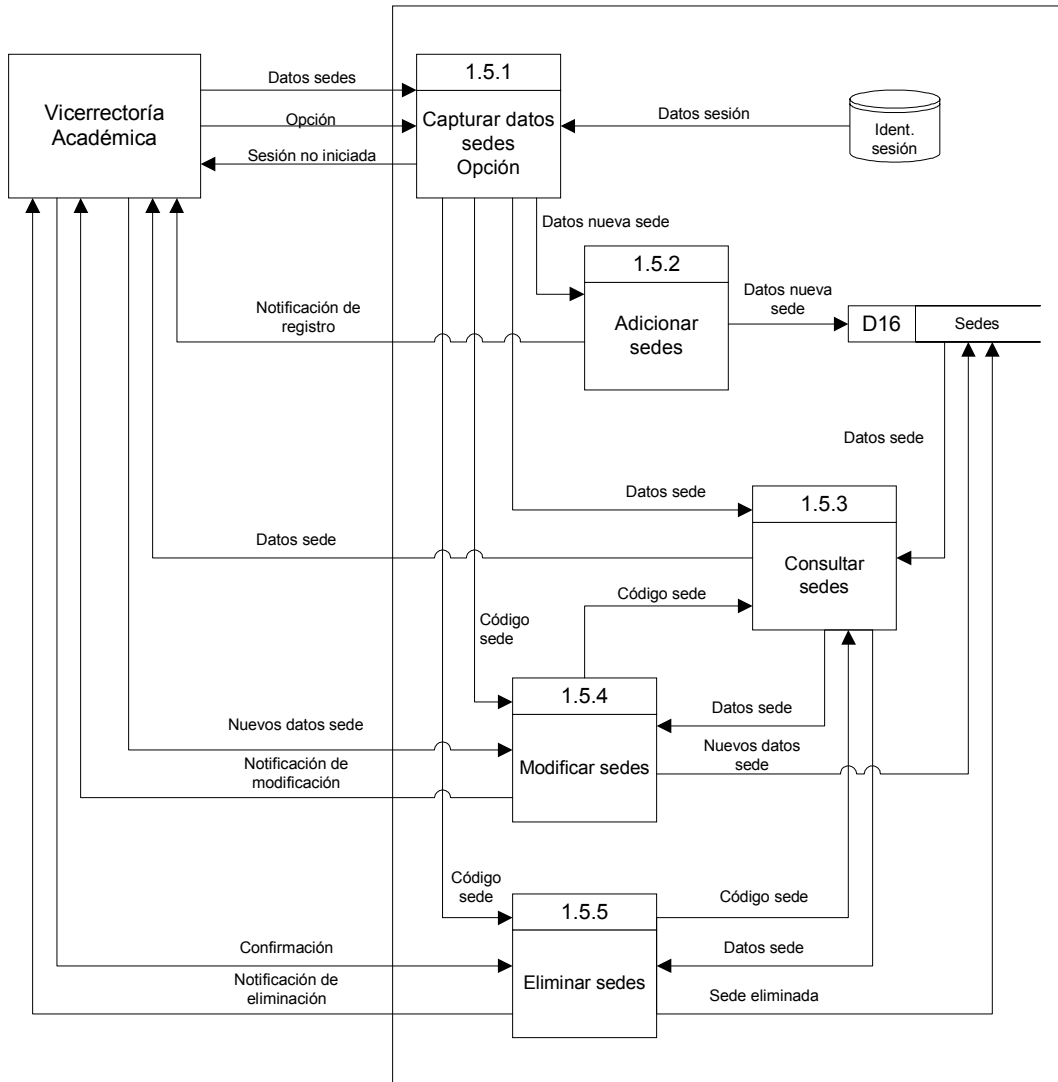 Vicerrectoría
Académica
Datos sedes
Opción
Sesión no iniciada
1.5.1
Capturar datos
sedes
Opción
Datos sesión
Ident.
sesión
Datos nueva sede
1.5.2
Adicionar
sedes
Notificación de
registro
Datos nueva
sede
D16
Sedes
Datos sede
Datos sede
1.5.3
Consultar
sedes
Datos sede
Código sede
Código
sede
1.5.4
Modificar sedes
Datos sede
Nuevos datos sede
Nuevos datos
sede
Notificación de
modificación
Código
sede
1.5.5
Eliminar sedes
Código sede
Confirmación
Datos sede
Notificación de
eliminación
Sede eliminada